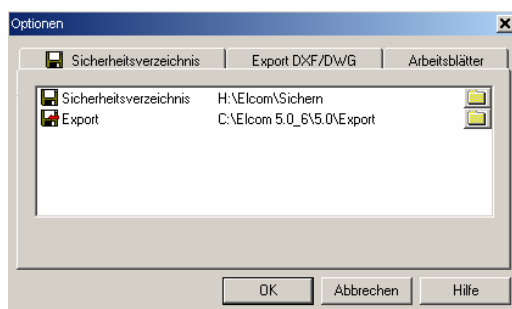 Optionen
Sicherheitsverzeichnis Export DXF/DWG Arbeitsblätter
Sicherheitsverzeichnis H:\Elcom\Sichern
Export C:\Elcom 5.0_6\5.0\Export
OK Abbrechen Hilfe